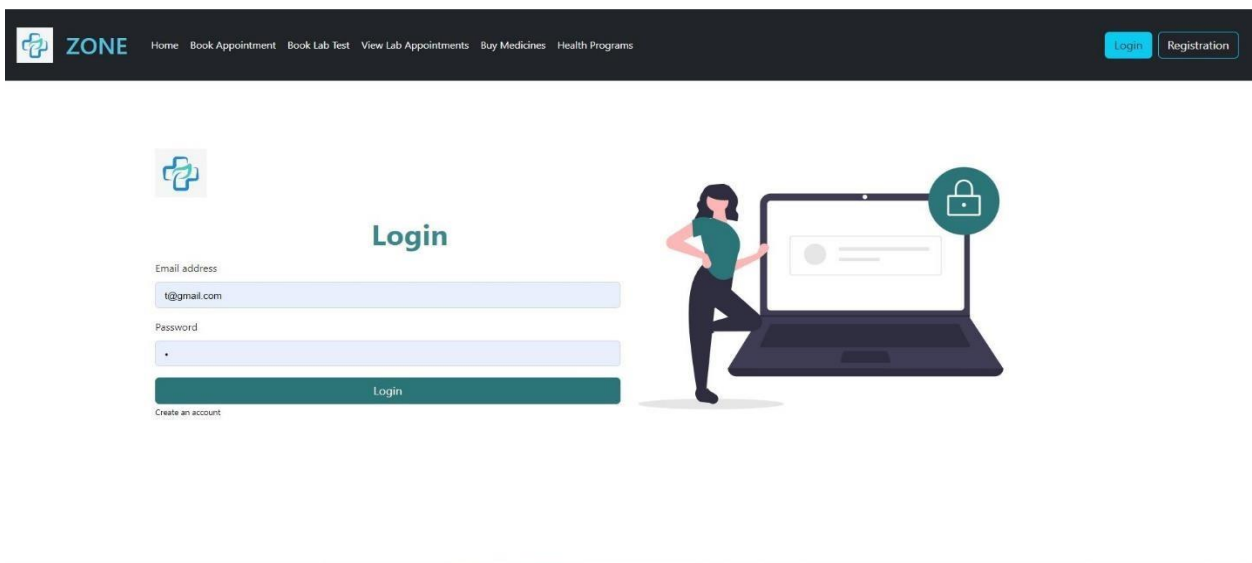 ZONE Home Book Appointment Book Lab Test View Lab Appointments Buy Medicines Health Programs Login Registration
Login
Email address
t@gmail.com
Password
•
Login
Create an account